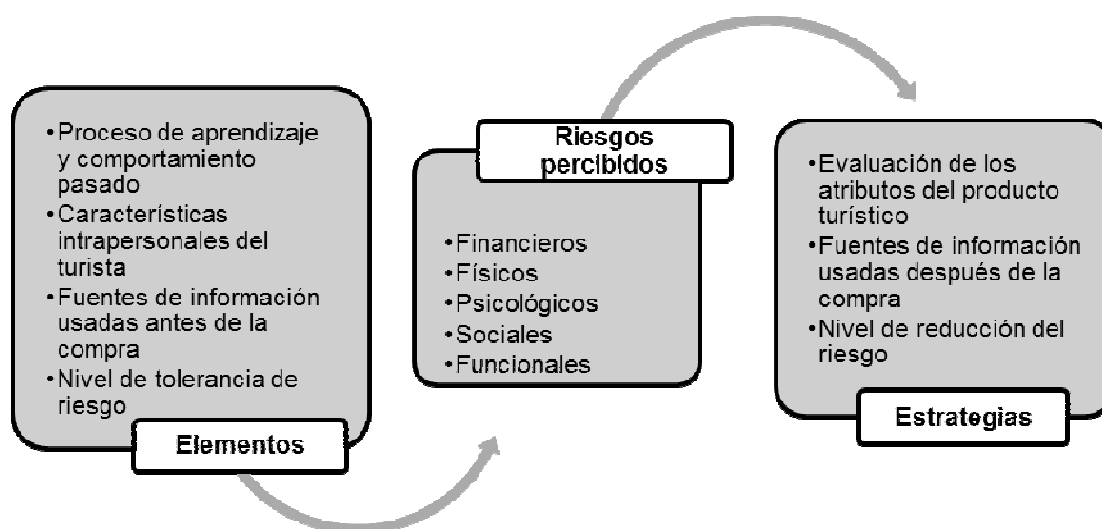 •Proceso de aprendizaje
y comportamiento
pasado
•Características
intrapersonales del
turista
•Fuentes de información
usadas antes de la
compra
•Nivel de tolerancia de
riesgo
Elementos
Riesgos
percibidos
•Financieros
•Físicos
•Psicológicos
•Sociales
•Funcionales
•Evaluación de los
atributos del producto
turístico
•Fuentes de información
usadas después de la
compra
•Nivel de reducción del
riesgo
Estrategias